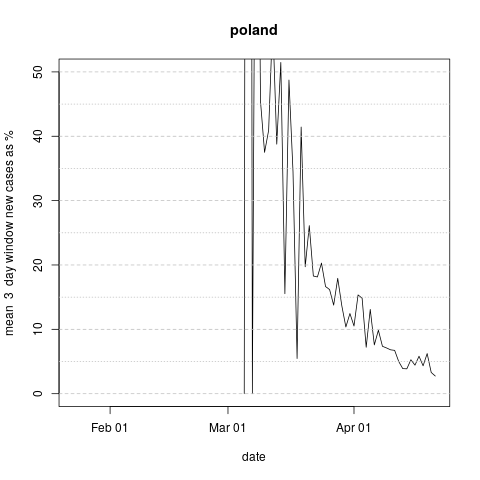 poland
mean 3 day window new cases as %
50
40
30
20
10
0
Feb 01
Mar 01
Apr 01
date